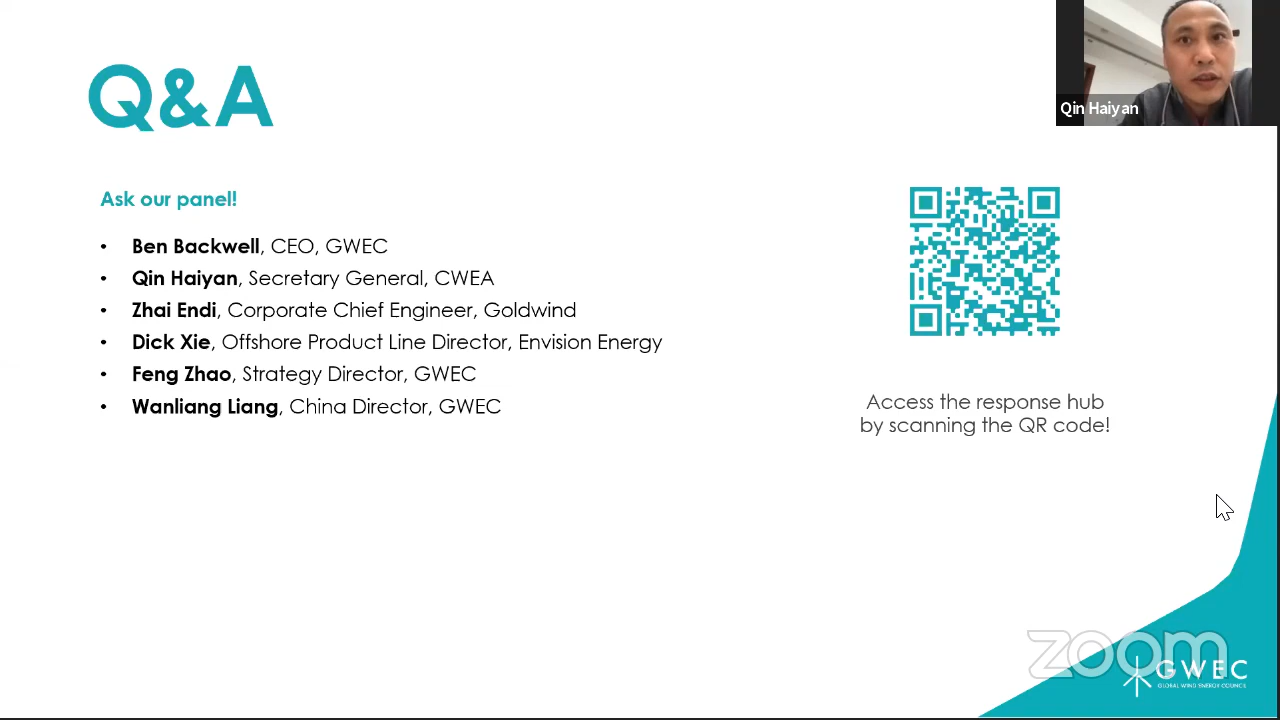 Q&A
Qin Haiyan
Ask our panel!
• Ben Backwell, CEO, GWEC
• Qin Haiyan, Secretary General, CWEA
• Zhai Endi, Corporate Chief Engineer, Goldwind
• Dick Xie, Offshore Product Line Director, Envision Energy
• Feng Zhao, Strategy Director, GWEC
• Wanliang Liang, China Director, GWEC
Access the response hub
by scanning the QR code!
zoom
GWEC
GLOBAL WIND ENERGY COUNCIL